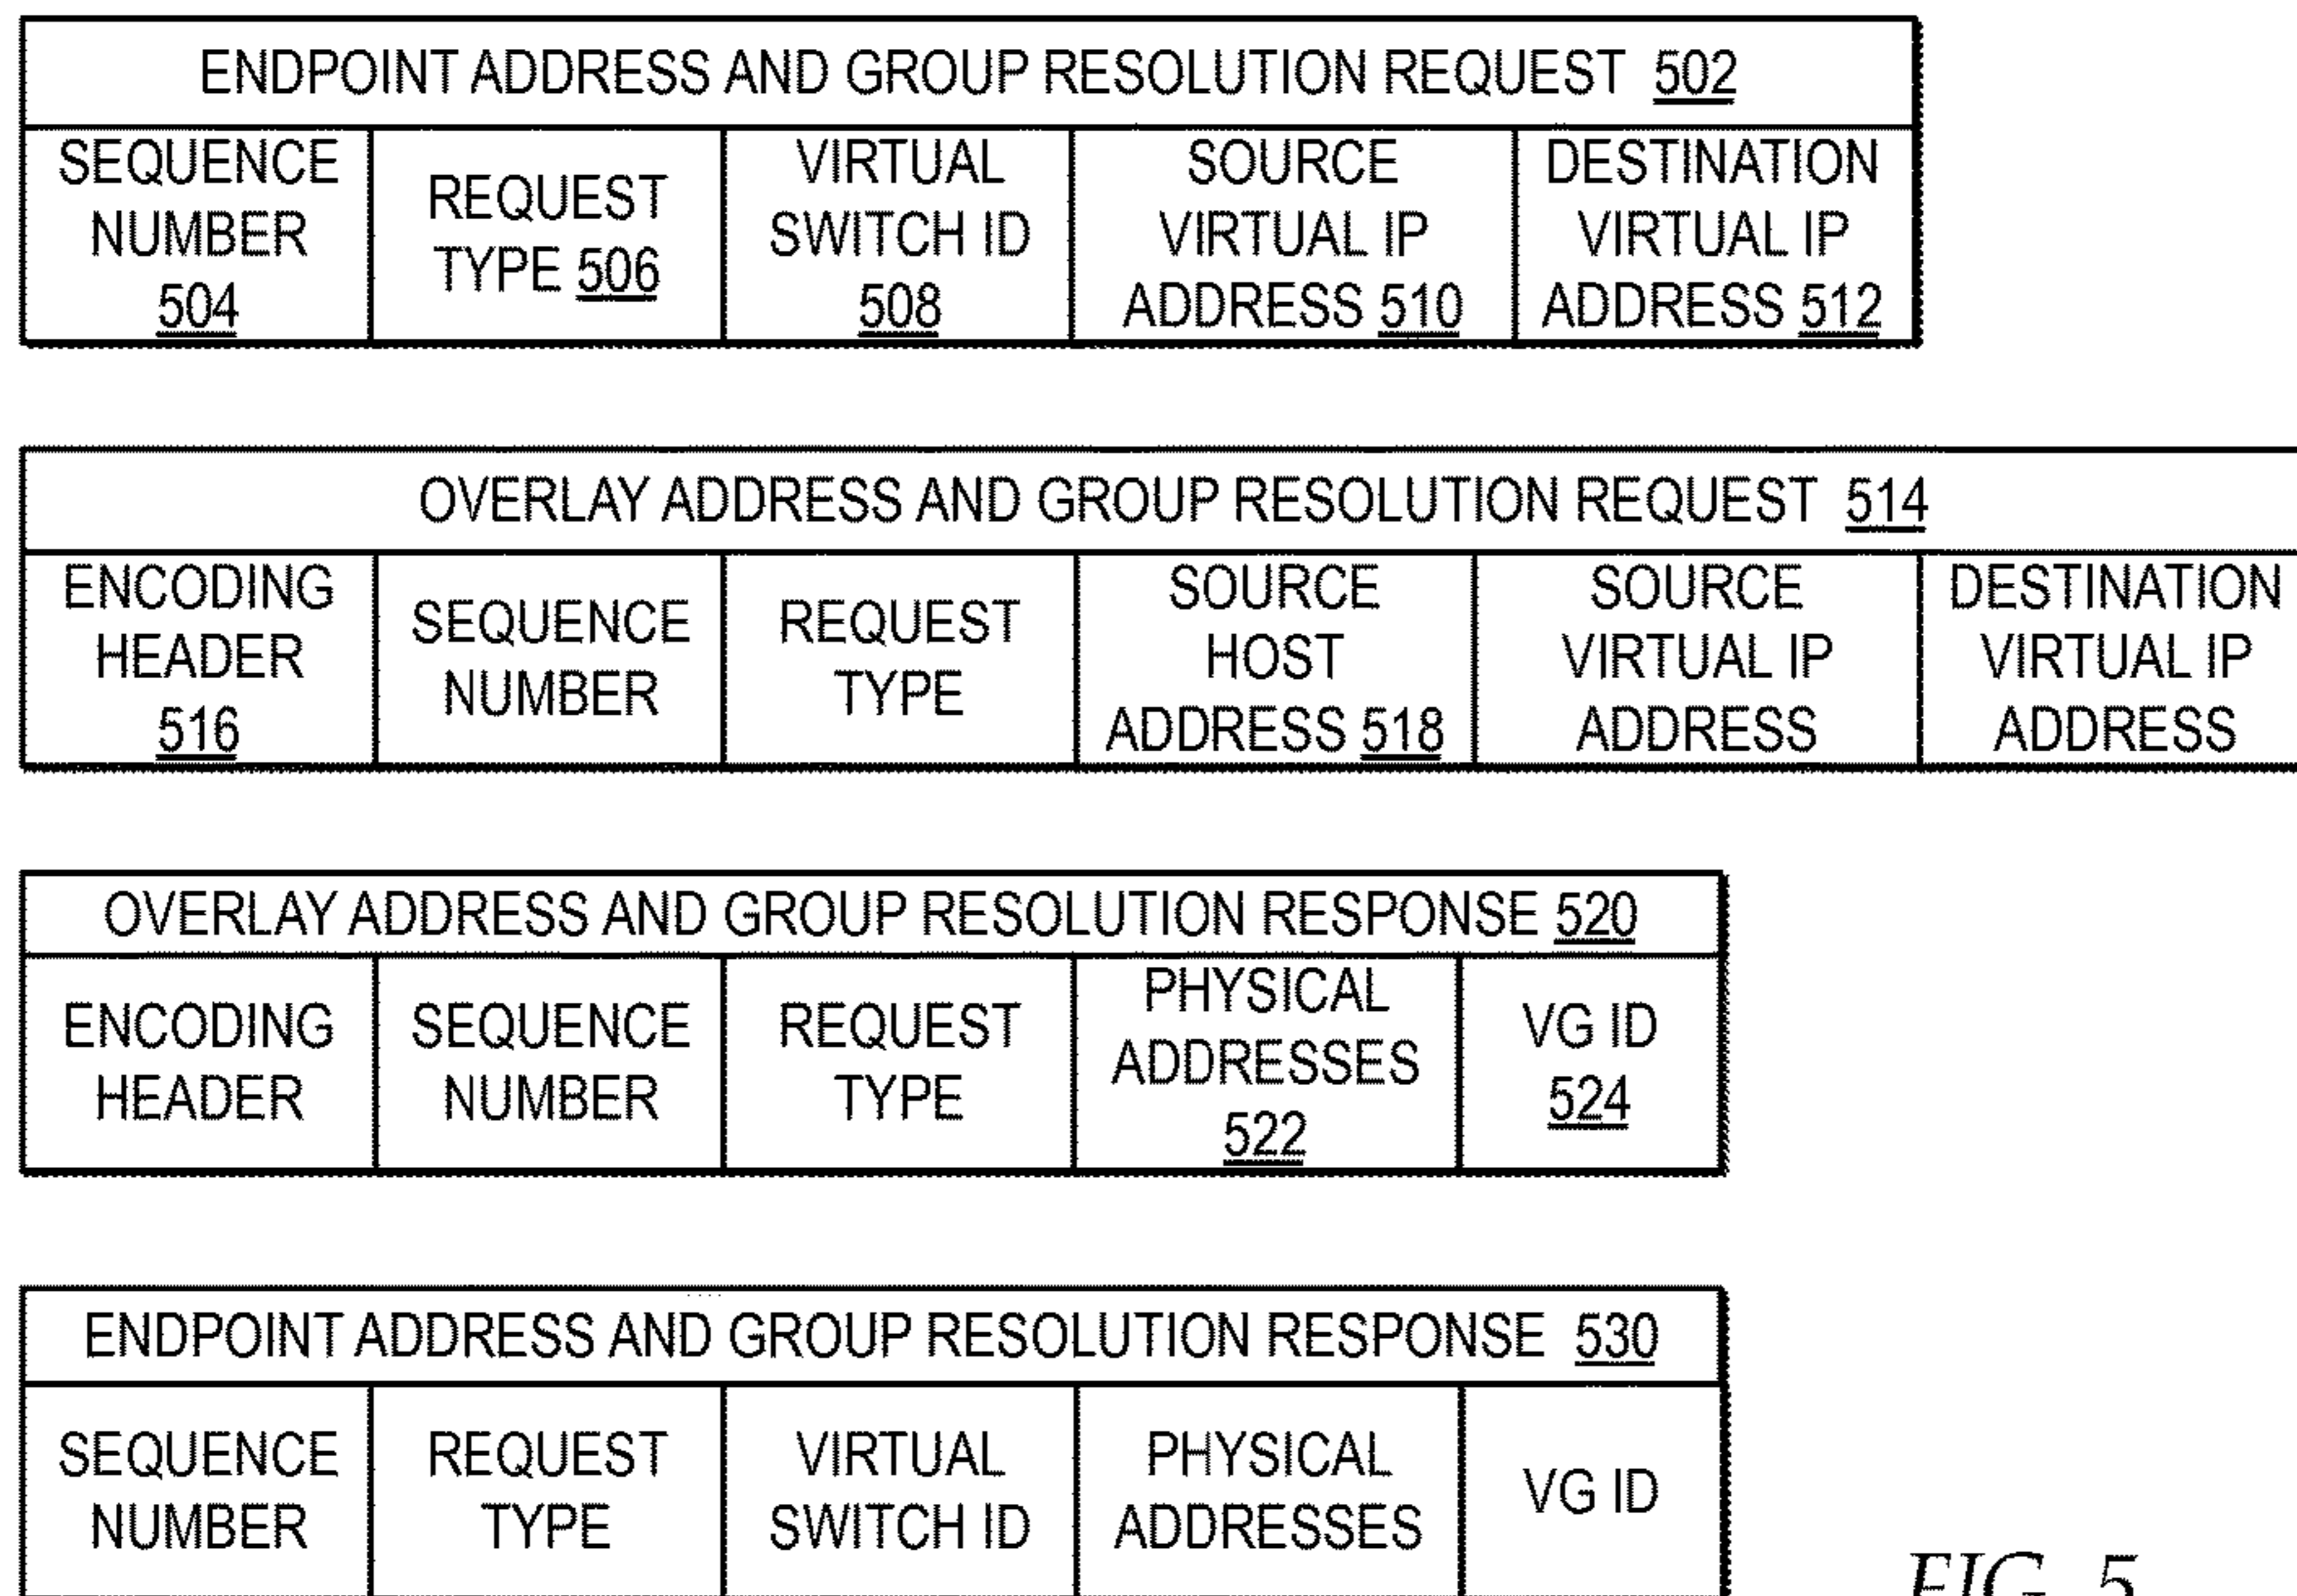 ENDPOINT ADDRESS AND GROUP RESOLUTION REQUEST 502
SEQUENCE
NUMBER
504
REQUEST
TYPE 506
VIRTUAL
SWITCH ID
508
SOURCE
VIRTUAL IP
ADDRESS 510
DESTINATION
VIRTUAL IP
ADDRESS 512
OVERLAY ADDRESS AND GROUP RESOLUTION REQUEST 514
ENCODING
HEADER
516
SEQUENCE
NUMBER
REQUEST
TYPE
SOURCE
HOST
ADDRESS 518
SOURCE
VIRTUAL IP
ADDRESS
DESTINATION
VIRTUAL IP
ADDRESS
OVERLAY ADDRESS AND GROUP RESOLUTION RESPONSE 520
ENCODING
HEADER
SEQUENCE
NUMBER
REQUEST
TYPE
PHYSICAL
ADDRESSES
522
VG ID
524
ENDPOINT ADDRESS AND GROUP RESOLUTION RESPONSE 530
SEQUENCE
NUMBER
REQUEST
TYPE
VIRTUAL
SWITCH ID
PHYSICAL
ADDRESSES
VG ID
FIG. 5